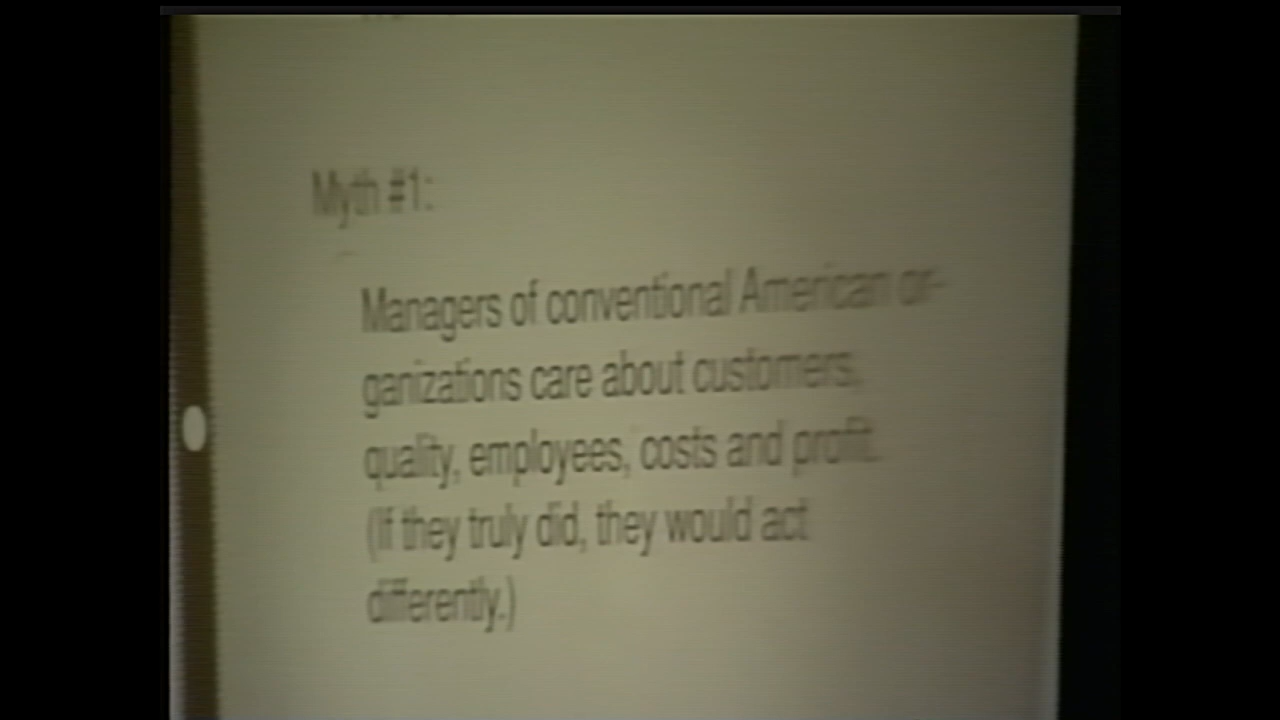 Myth #1:
Managers of conventional American or-
ganizations care about customers,
quality, employees, costs and profit.
(If they truly did, they would act
differently.)